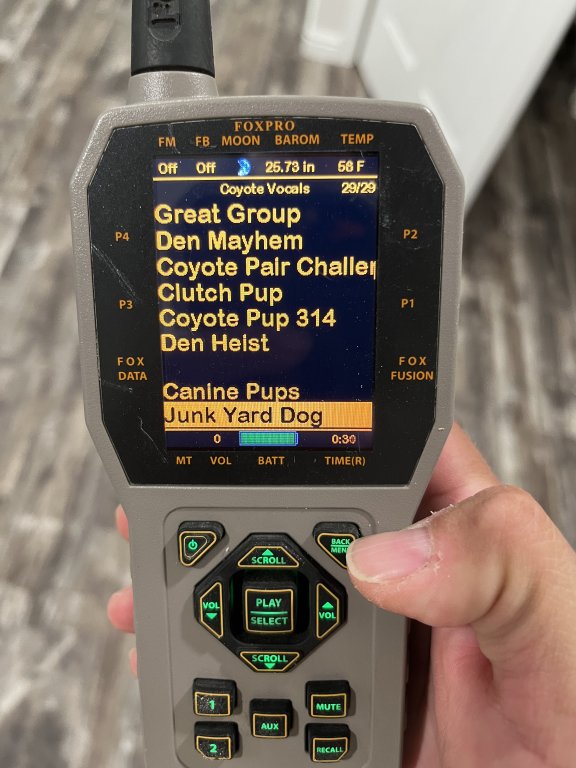 FOXPRO
FM FB MOON BAROM TEMP
Off Off 25.73 in 56 F
Coyote Vocals 29/29
Great Group
Den Mayhem
Coyote Pair Challer
Clutch Pup
Coyote Pup 314
Den Heist
Canine Pups
Junk Yard Dog
0 0:30
MT VOL BATT TIME(R)
P4
P3
FOX
DATA
P2
P1
FOX
FUSION
BACK
MENU
SCROLL
VOL
PLAY
SELECT
VOL
SCROLL
1
AUX
MUTE
2
RECALL